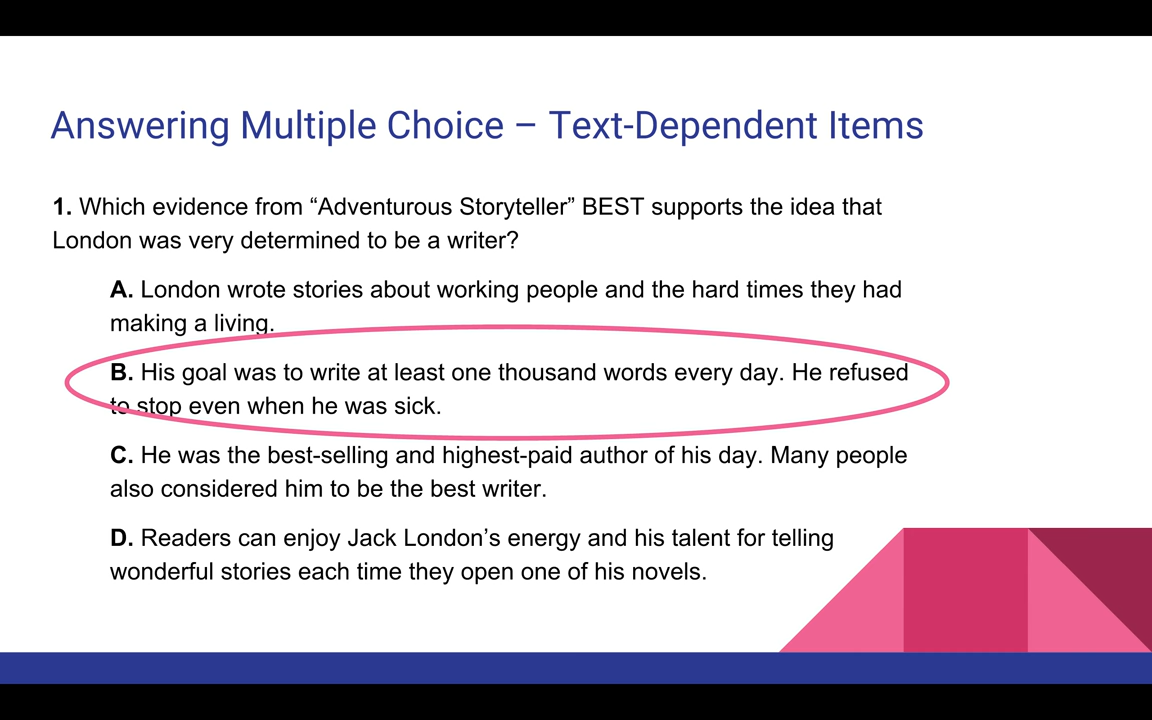 Answering Multiple Choice – Text-Dependent Items
1. Which evidence from “Adventurous Storyteller” BEST supports the idea that
London was very determined to be a writer?
A. London wrote stories about working people and the hard times they had
making a living.
B. His goal was to write at least one thousand words every day. He refused
to stop even when he was sick.
C. He was the best-selling and highest-paid author of his day. Many people
also considered him to be the best writer.
D. Readers can enjoy Jack London’s energy and his talent for telling
wonderful stories each time they open one of his novels.